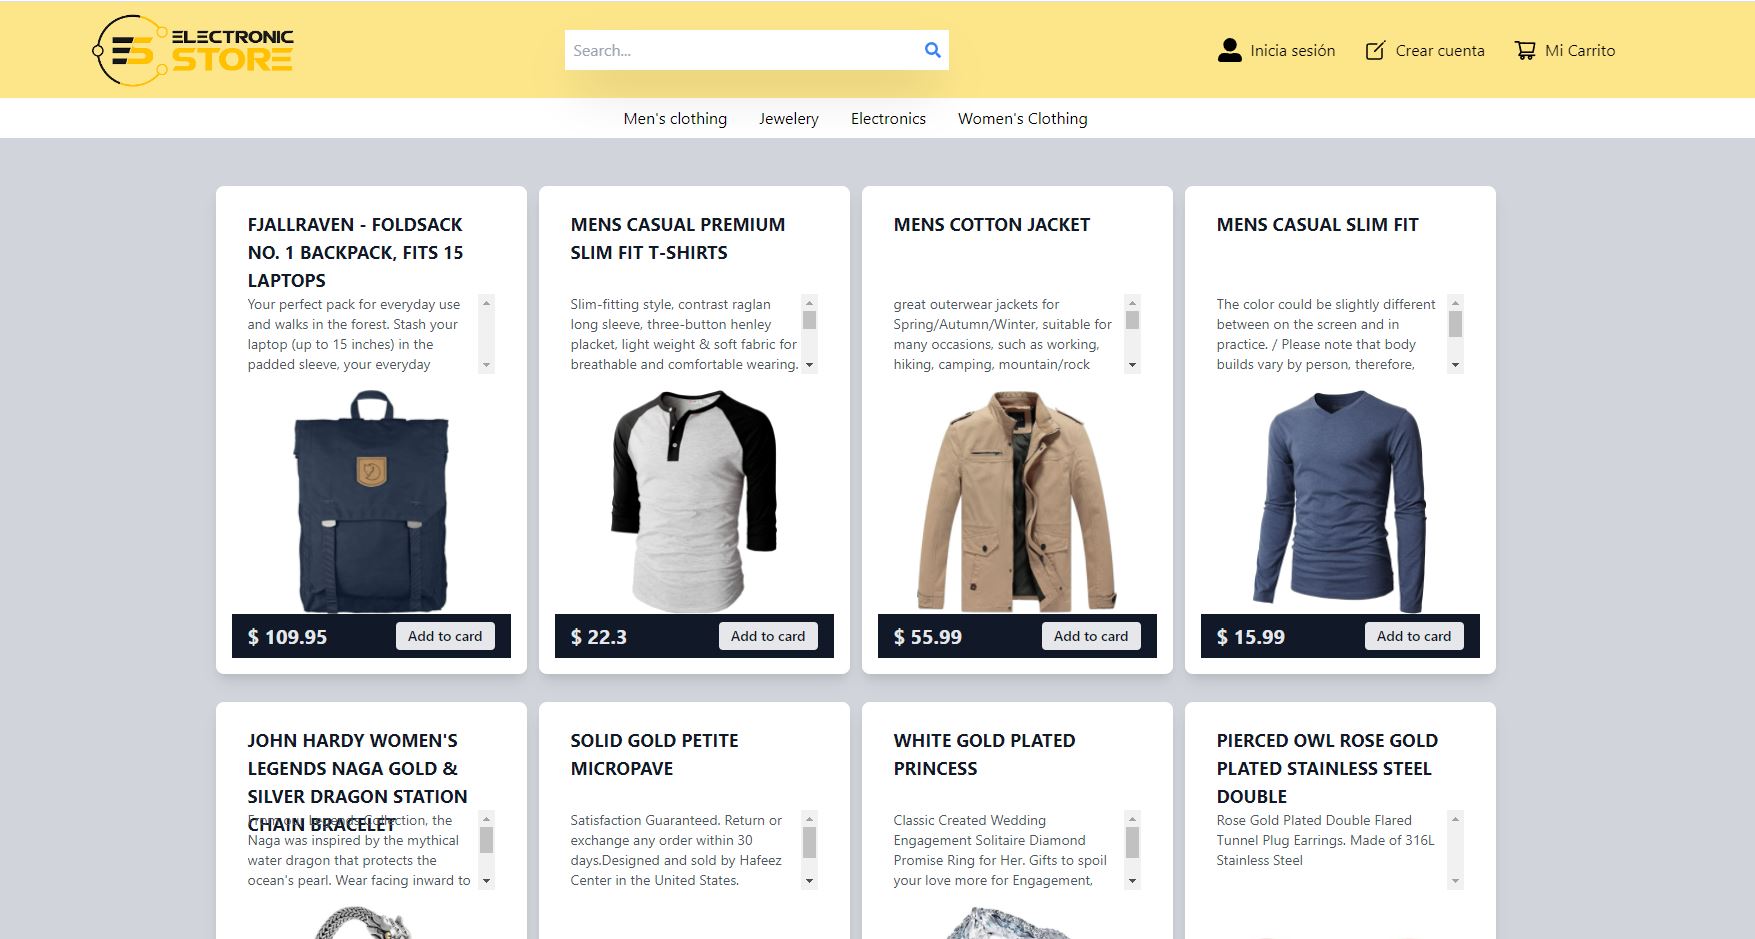 ELECTRONIC
STORE
Search...
Inicia sesión
Crear cuenta
Mi Carrito
Men's clothing
Jewelery
Electronics
Women's Clothing
FJALLRAVEN - FOLDSACK
NO. 1 BACKPACK, FITS 15
LAPTOPS
Your perfect pack for everyday use
and walks in the forest. Stash your
laptop (up to 15 inches) in the
padded sleeve, your everyday
$ 109.95
Add to card
MENS CASUAL PREMIUM
SLIM FIT T-SHIRTS
Slim-fitting style, contrast raglan
long sleeve, three-button henley
placket, light weight & soft fabric for
breathable and comfortable wearing.
$ 22.3
Add to card
MENS COTTON JACKET
great outerwear jackets for
Spring/Autumn/Winter, suitable for
many occasions, such as working,
hiking, camping, mountain/rock
$ 55.99
Add to card
MENS CASUAL SLIM FIT
The color could be slightly different
between on the screen and in
practice. / Please note that body
builds vary by person, therefore,
$ 15.99
Add to card
JOHN HARDY WOMEN'S
LEGENDS NAGA GOLD &
SILVER DRAGON STATION
CHAIN BRACELET
From our Legends Collection, the
Naga was inspired by the mythical
water dragon that protects the
ocean's pearl. Wear facing inward to
SOLID GOLD PETITE
MICROPAVE
Satisfaction Guaranteed. Return or
exchange any order within 30
days.Designed and sold by Hafeez
Center in the United States.
WHITE GOLD PLATED
PRINCESS
Classic Created Wedding
Engagement Solitaire Diamond
Promise Ring for Her. Gifts to spoil
your love more for Engagement,
PIERCED OWL ROSE GOLD
PLATED STAINLESS STEEL
DOUBLE
Rose Gold Plated Double Flared
Tunnel Plug Earrings. Made of 316L
Stainless Steel